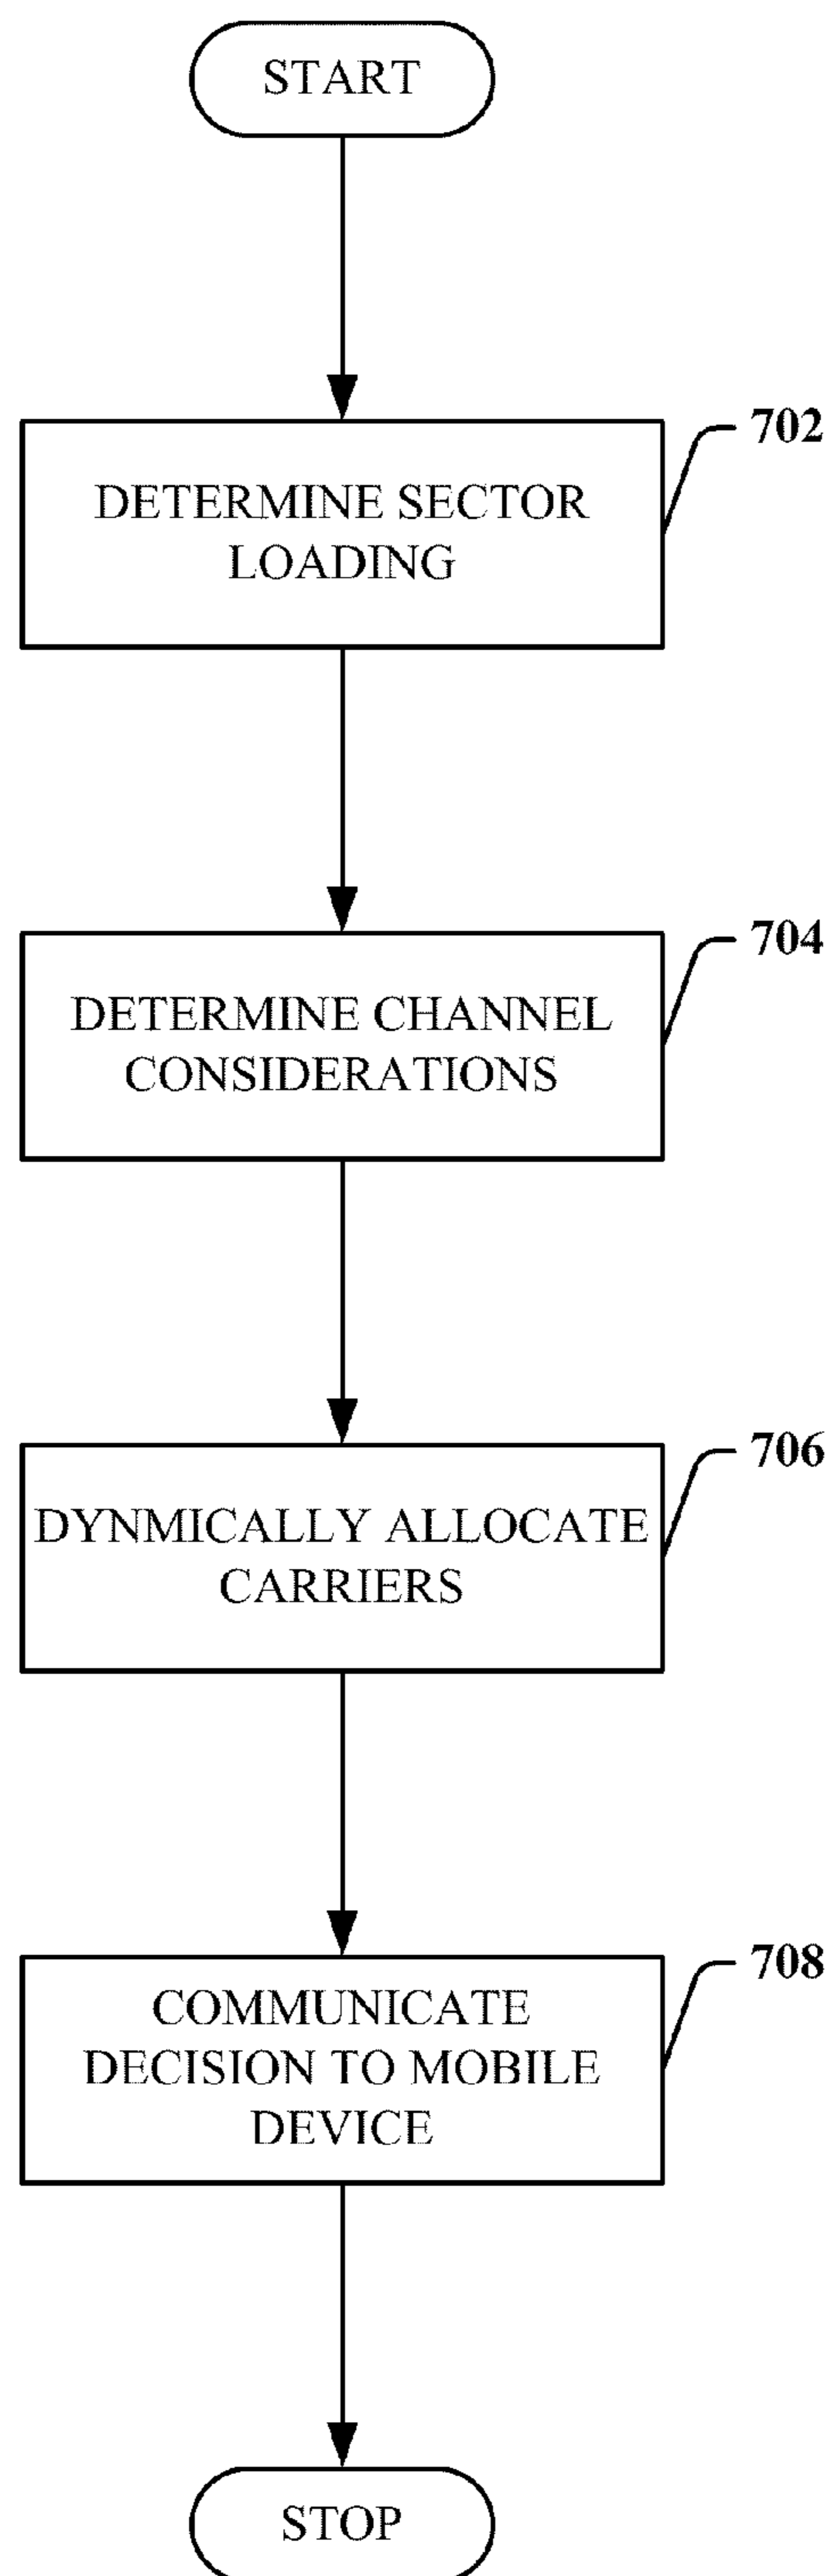 START
702
DETERMINE SECTOR
LOADING
704
DETERMINE CHANNEL
CONSIDERATIONS
706
DYNMICALLY ALLOCATE
CARRIERS
708
COMMUNICATE
DECISION TO MOBILE
DEVICE
STOP